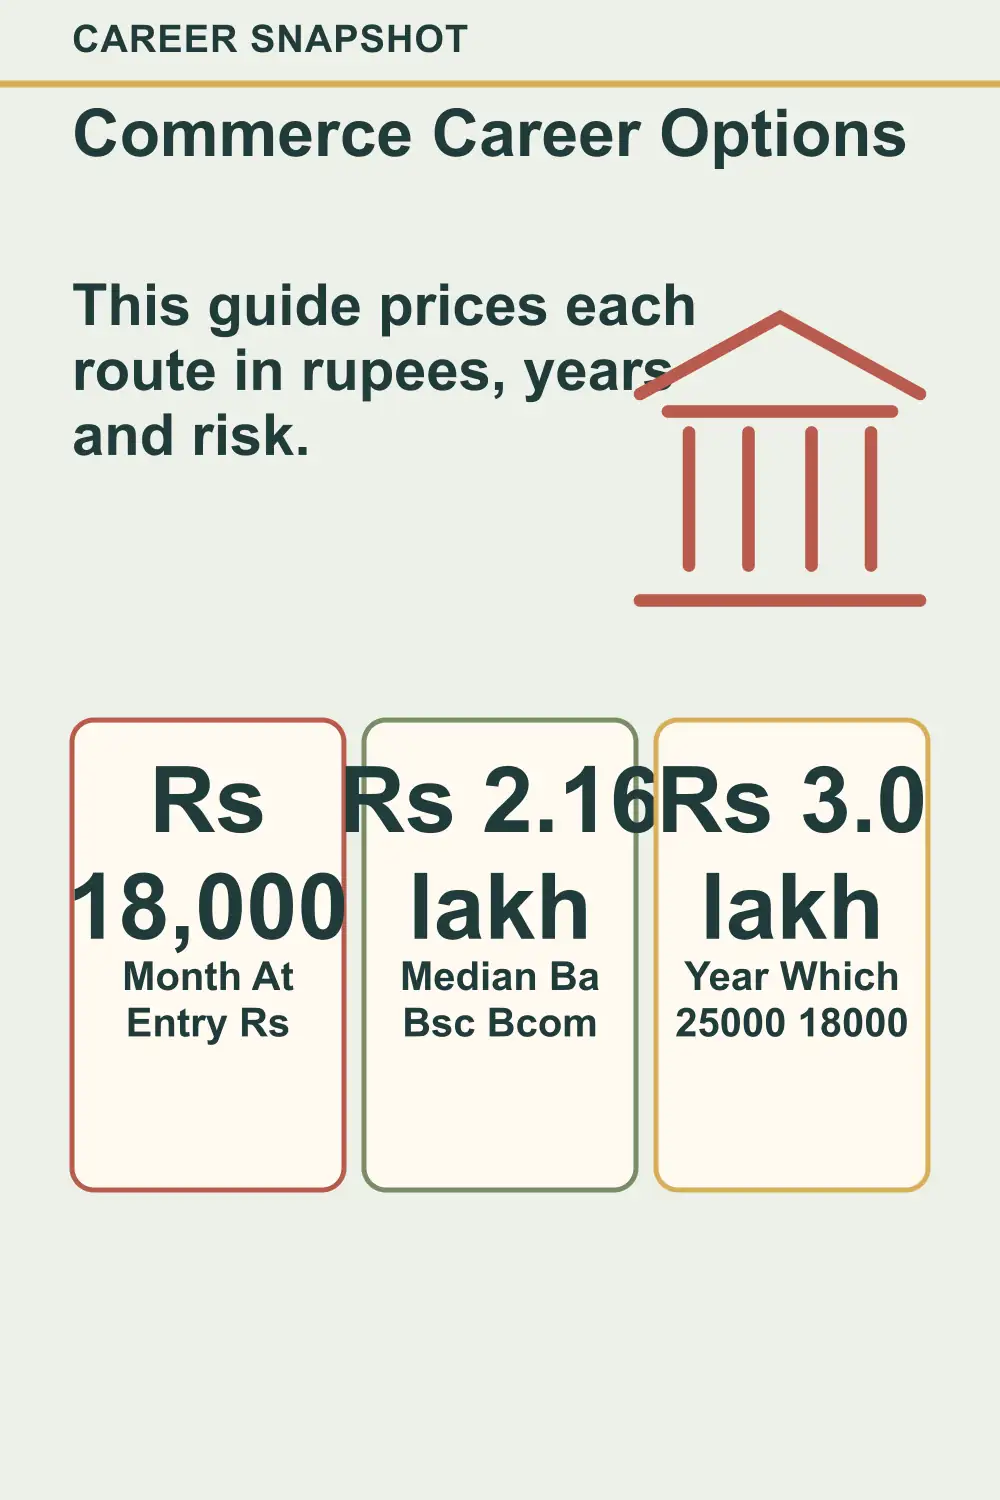 CAREER SNAPSHOT
Commerce Career Options
This guide prices each
route in rupees, years
and risk.
Rs
18,000
Month At
Entry Rs
Rs 2.16
lakh
Median Ba
Bsc Bcom
Rs 3.0
lakh
Year Which
25000 18000